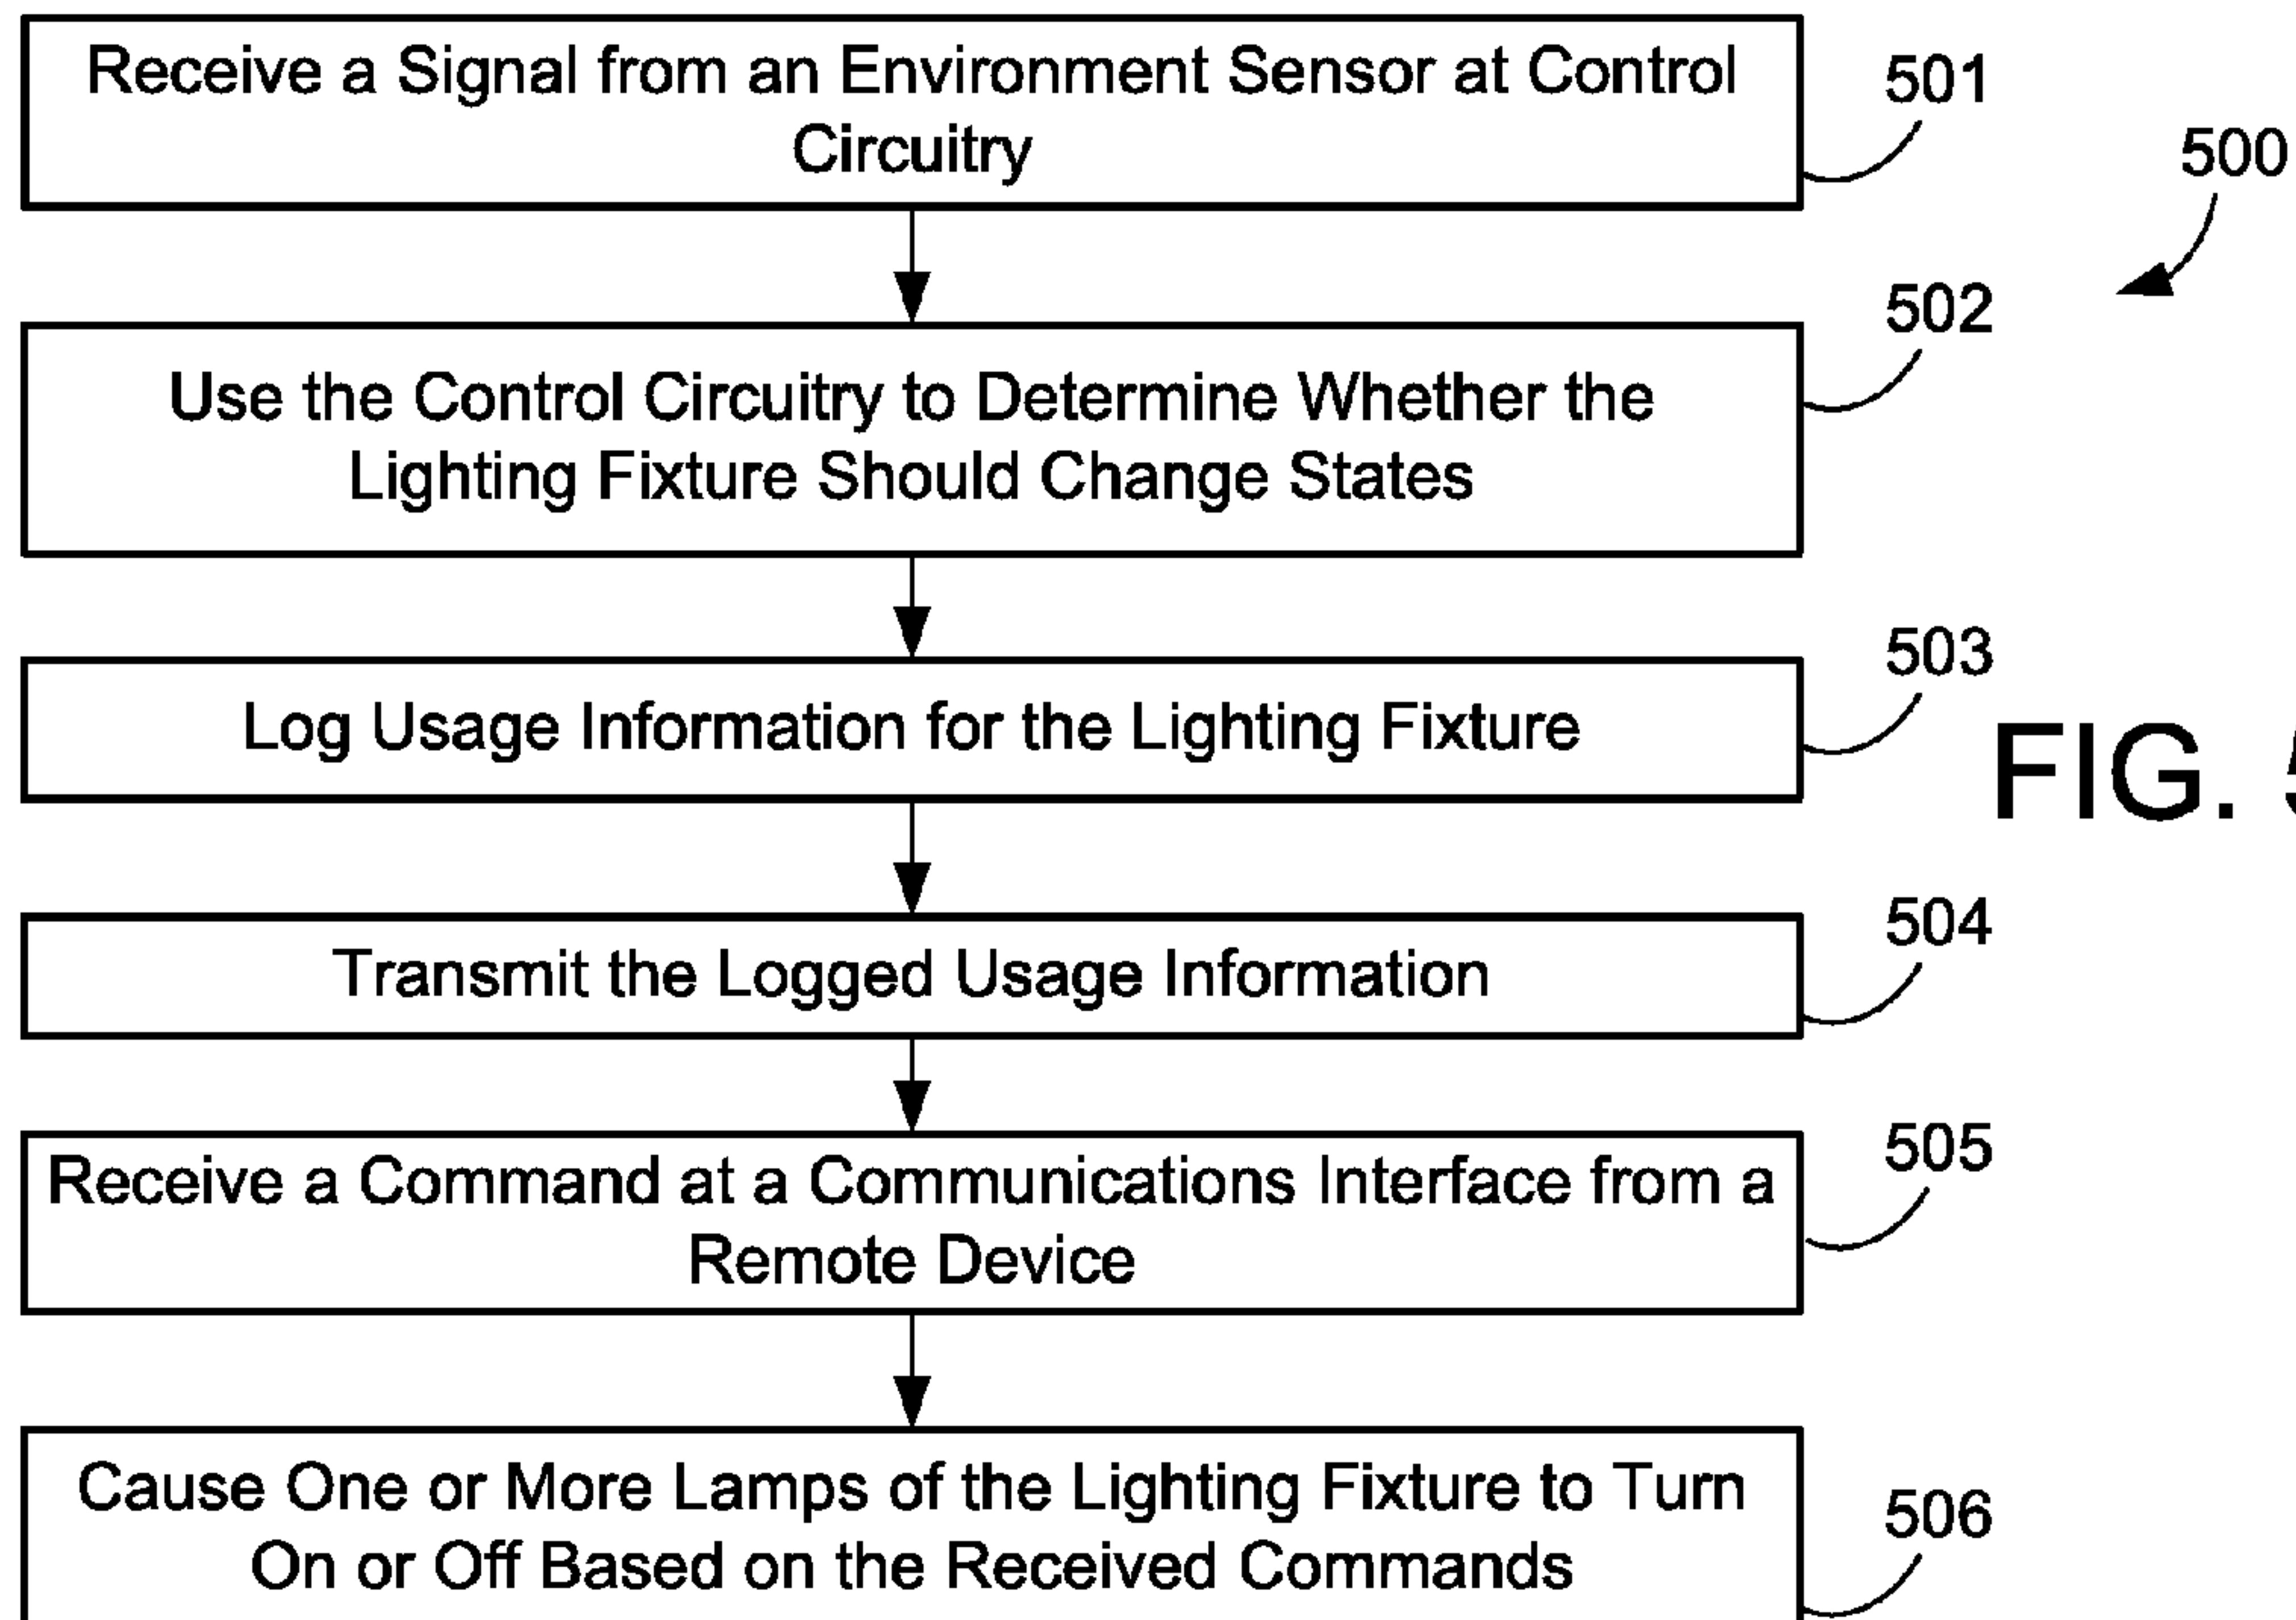 Receive a Signal from an Environment Sensor at Control
Circuitry
501
500
Use the Control Circuitry to Determine Whether the
Lighting Fixture Should Change States
502
Log Usage Information for the Lighting Fixture
503
FIG. 5
Transmit the Logged Usage Information
504
Receive a Command at a Communications Interface from a
Remote Device
505
Cause One or More Lamps of the Lighting Fixture to Turn
On or Off Based on the Received Commands
506